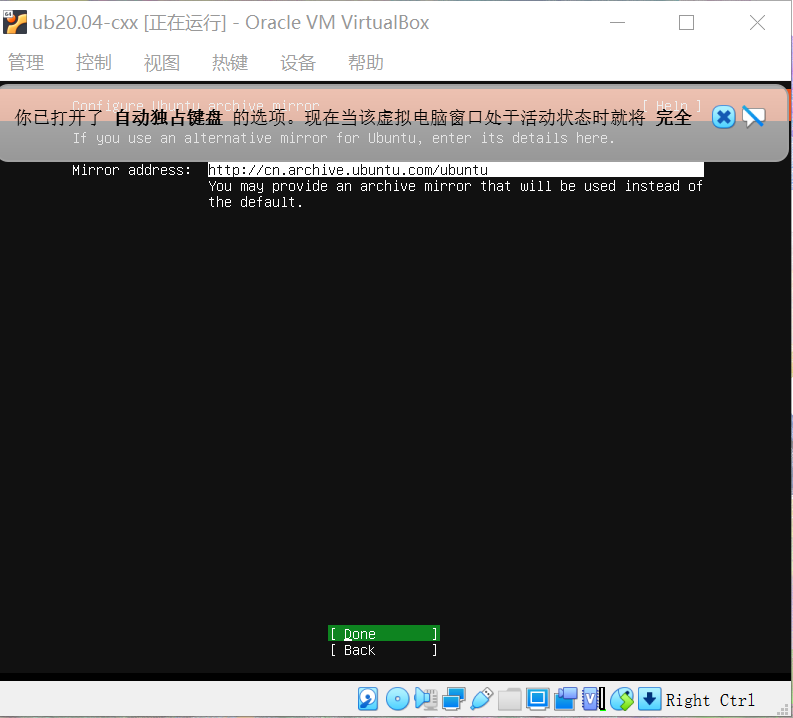 64
ub20.04-cxx [正在运行] - Oracle VM VirtualBox
管理 控制 视图 热键 设备 帮助
Configure Ubuntu archive mirror [ Help ]
你已打开了 自动独占键盘 的选项。现在当该虚拟电脑窗口处于活动状态时就将 完全
If you use an alternative mirror for Ubuntu, enter its details here.
Mirror address: http://cn.archive.ubuntu.com/ubuntu
You may provide an archive mirror that will be used instead of
the default.
[ Done ]
[ Back ]
Right Ctrl